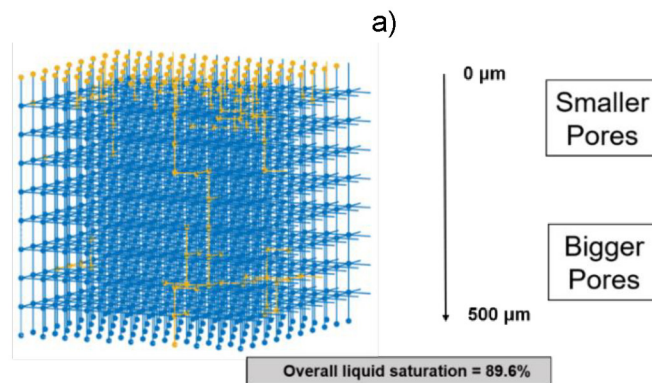 a)
0 µm
Smaller
Pores
Bigger
Pores
500 µm
Overall liquid saturation = 89.6%